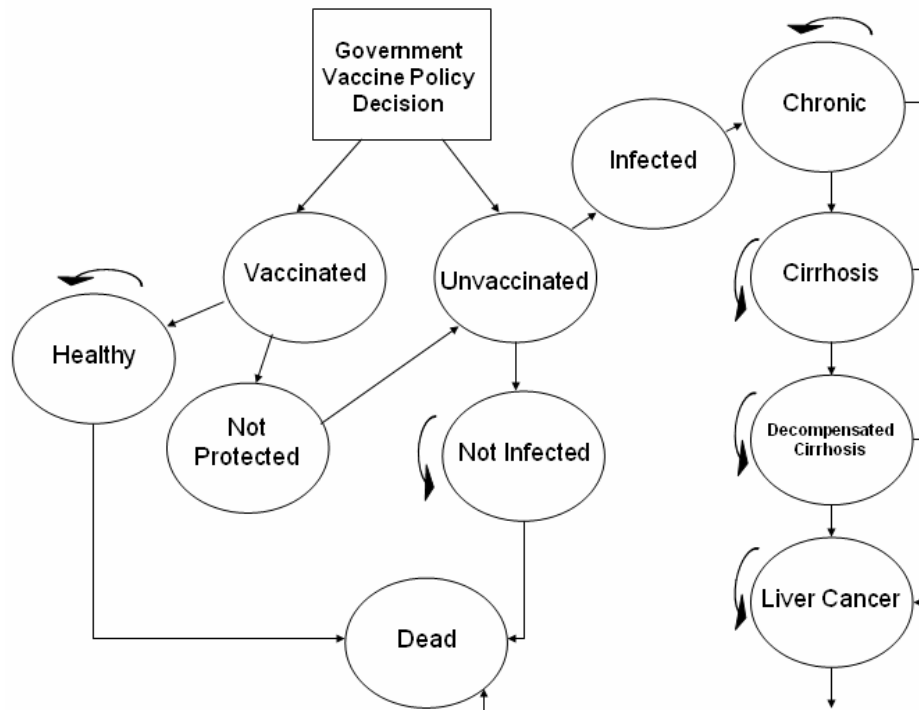 Government
Vaccine Policy
Decision
Chronic
Infected
Vaccinated
Unvaccinated
Cirrhosis
Healthy
Not
Protected
Not Infected
Decompensated
Cirrhosis
Liver Cancer
Dead